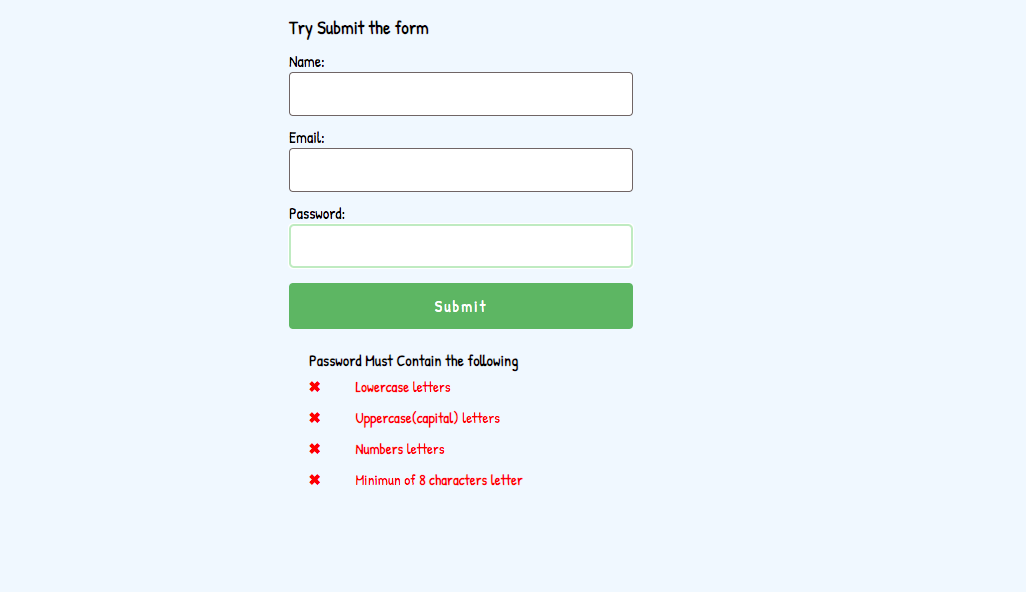 Try Submit the form
Name:
Email:
Password:
Submit
Password Must Contain the following
✖ Lowercase letters
✖ Uppercase(capital) letters
✖ Numbers letters
✖ Minimun of 8 characters letter